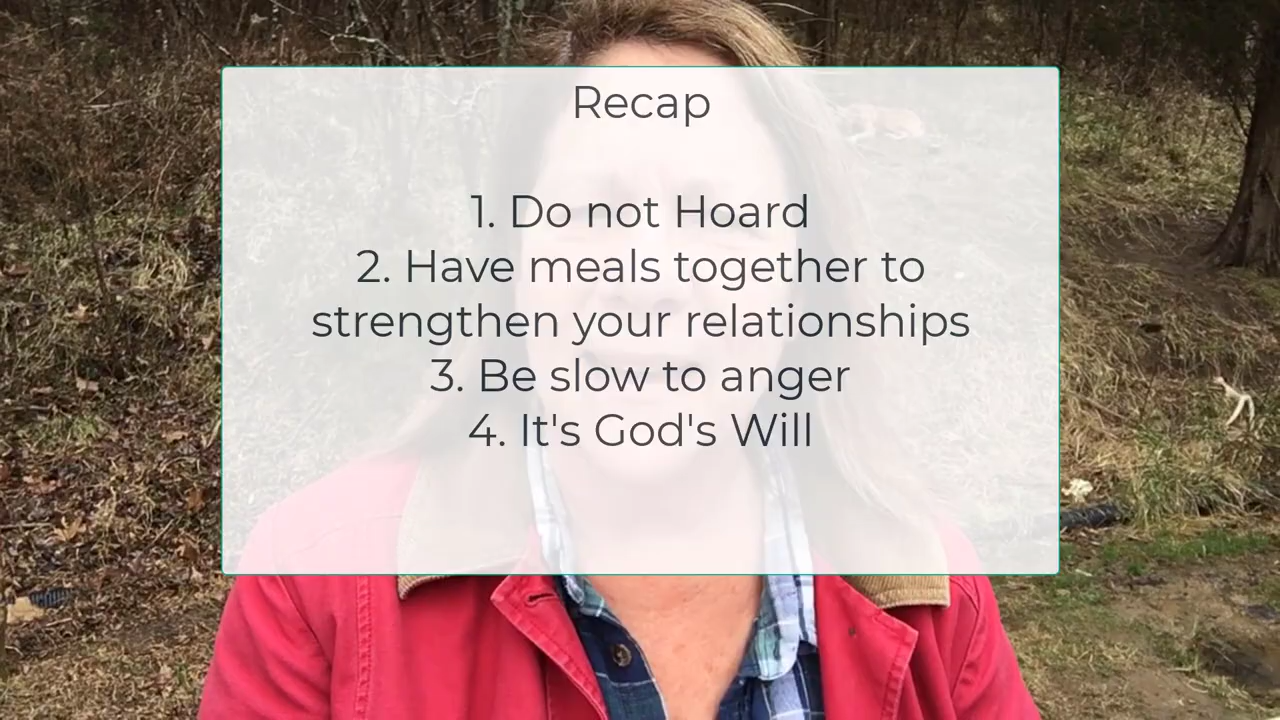 Recap
1. Do not Hoard
2. Have meals together to
strengthen your relationships
3. Be slow to anger
4. It's God's Will